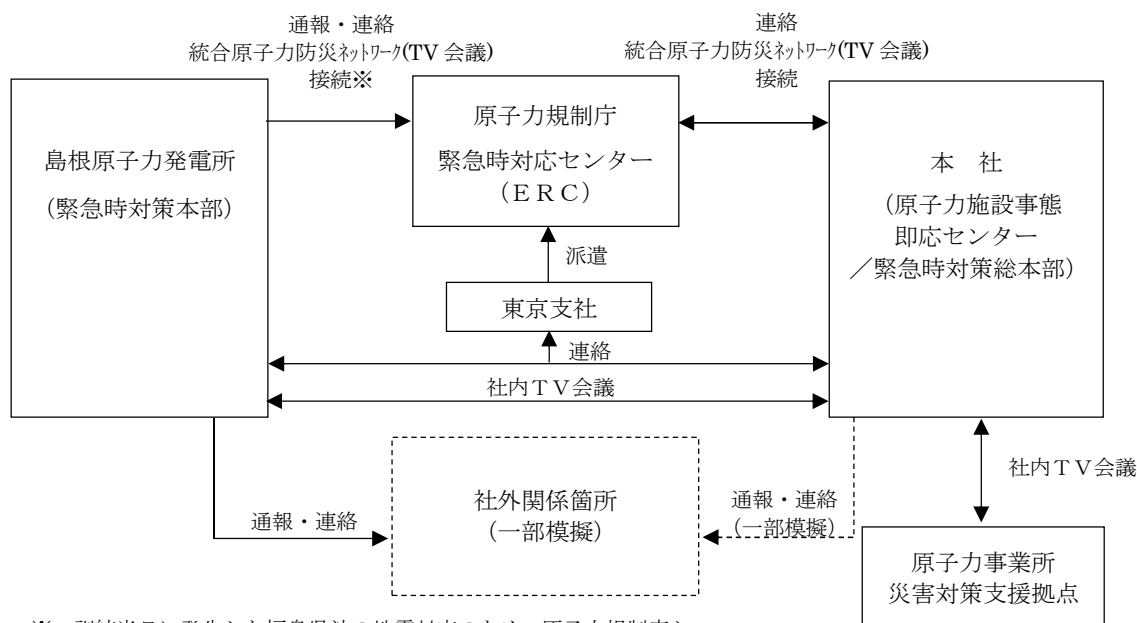 通報・連絡
統合原子力防災ネットワーク(TV 会議)
接続※
連絡
統合原子力防災ネットワーク(TV 会議)
接続
島根原子力発電所
（緊急時対策本部）
原子力規制庁
緊急時対応センター
（ＥＲＣ）
本　社
（原子力施設事態
即応センター
／緊急時対策総本部）
派遣
東京支社
連絡
社内ＴＶ会議
社外関係箇所
（一部模擬）
通報・連絡
通報・連絡
（一部模擬）
社内ＴＶ会議
原子力事業所
災害対策支援拠点